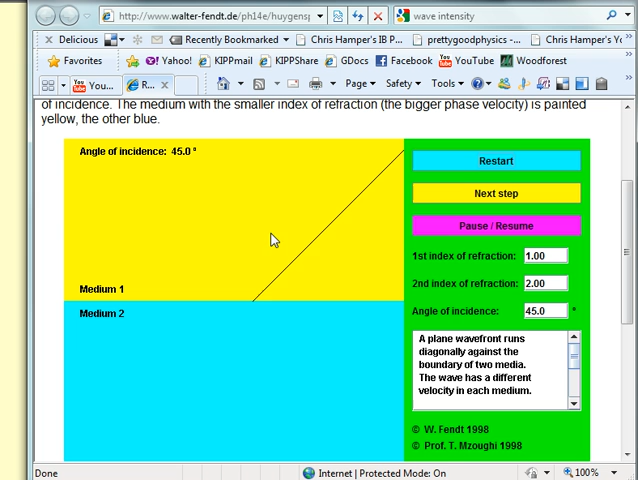 http://www.walter-fendt.de/ph14e/huygensp
wave intensity
Delicious
Recently Bookmarked
Chris Hamper's IB P...
prettygoodphysics - ...
Chris Hamper's Yo
Favorites
Yahoo!
KIPPmail
KIPPShare
GDocs
Facebook
YouTube
Woodforest
You Tube
You...
R...
Page
Safety
Tools
of incidence. The medium with the smaller index of refraction (the bigger phase velocity) is painted
yellow, the other blue.
Angle of incidence: 45.0 °
Medium 1
Medium 2
Restart
Next step
Pause / Resume
1st index of refraction: 1.00
2nd index of refraction: 2.00
Angle of incidence: 45.0 °
A plane wavefront runs
diagonally against the
boundary of two media.
The wave has a different
velocity in each medium.
© W. Fendt 1998
© Prof. T. Mzoughi 1998
Done
Internet | Protected Mode: On
100%